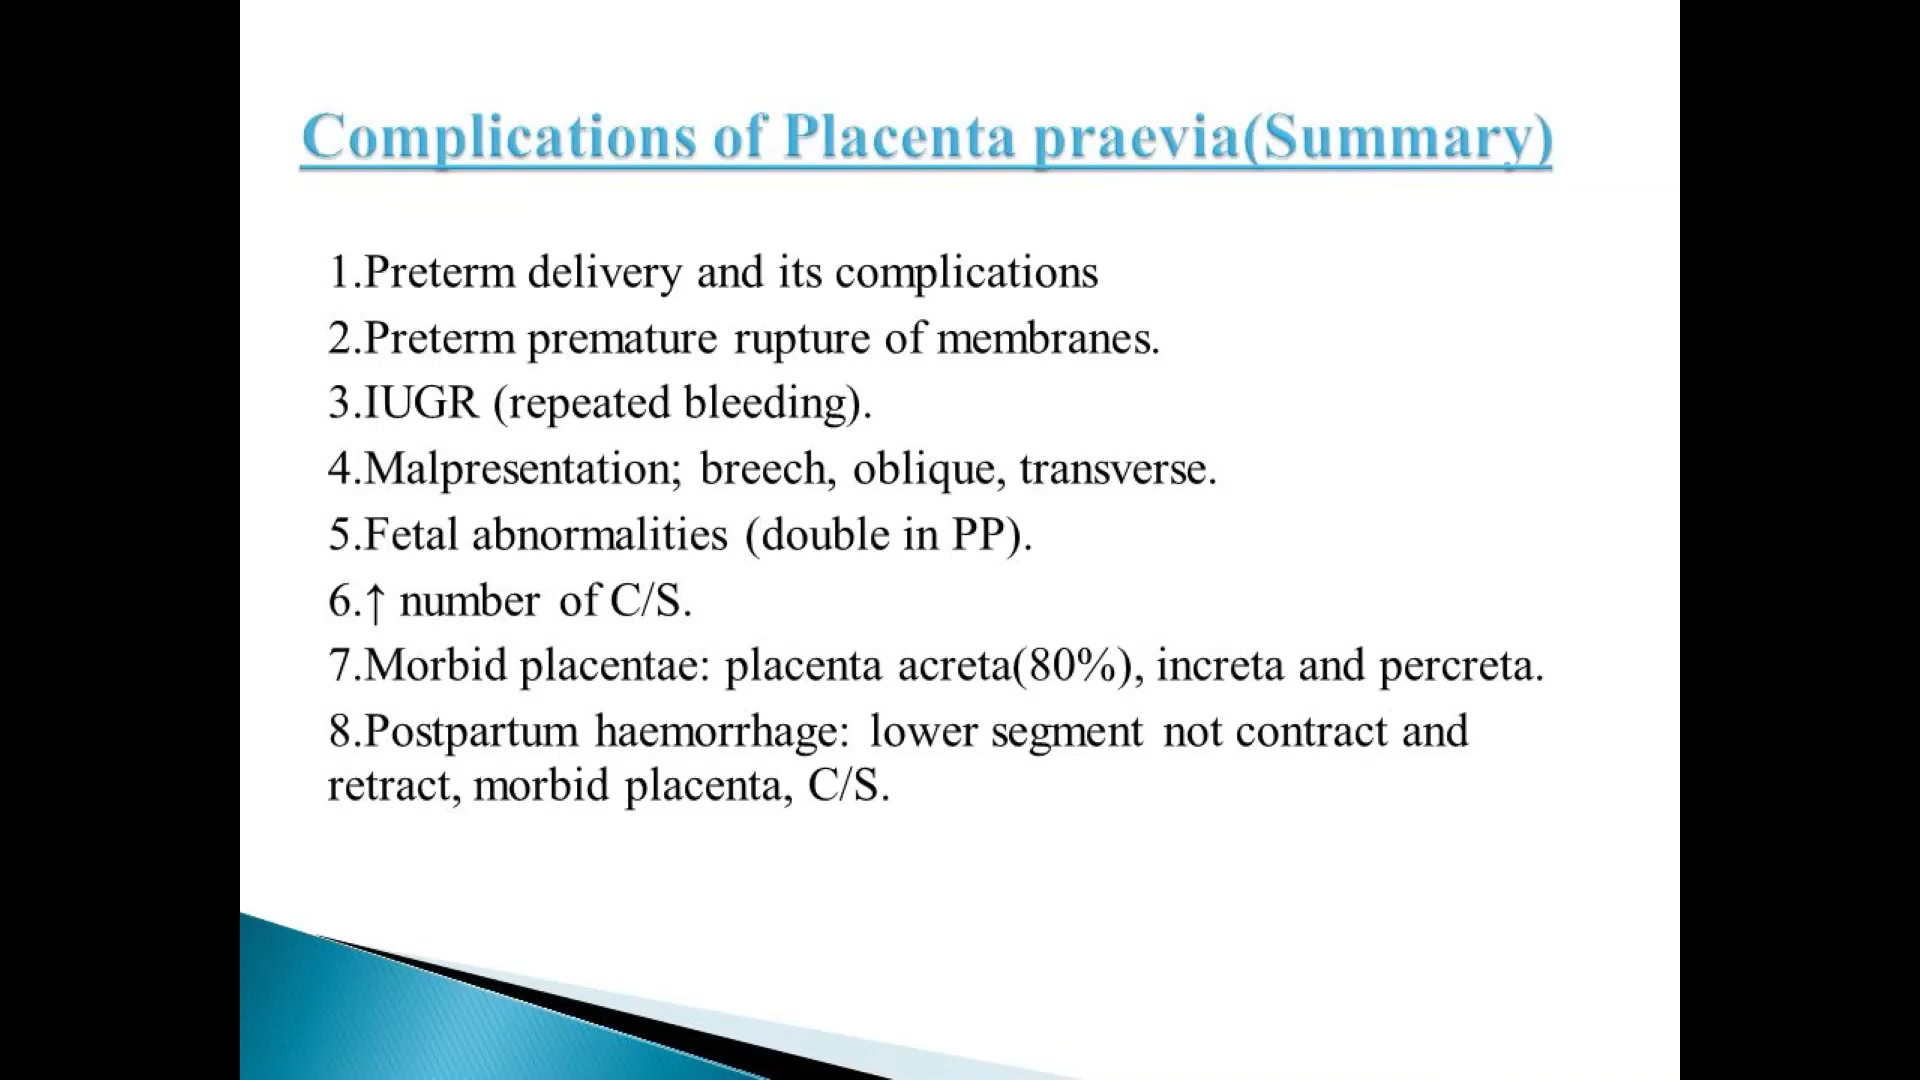 Complications of Placenta praevia(Summary)
1.Preterm delivery and its complications
2.Preterm premature rupture of membranes.
3.IUGR (repeated bleeding).
4.Malpresentation; breech, oblique, transverse.
5.Fetal abnormalities (double in PP).
6.↑ number of C/S.
7.Morbid placentae: placenta acreta(80%), increta and percreta.
8.Postpartum haemorrhage: lower segment not contract and
retract, morbid placenta, C/S.